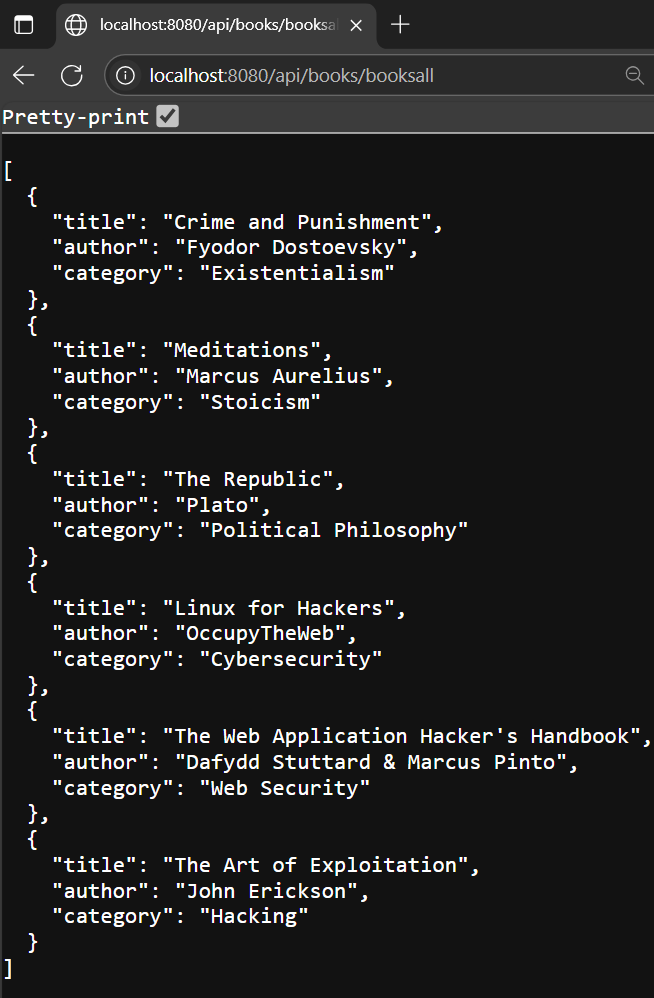 localhost:8080/api/books/booksal
localhost:8080/api/books/booksall
Pretty-print
[
  {
    "title": "Crime and Punishment",
    "author": "Fyodor Dostoevsky",
    "category": "Existentialism"
  },
  {
    "title": "Meditations",
    "author": "Marcus Aurelius",
    "category": "Stoicism"
  },
  {
    "title": "The Republic",
    "author": "Plato",
    "category": "Political Philosophy"
  },
  {
    "title": "Linux for Hackers",
    "author": "OccupyTheWeb",
    "category": "Cybersecurity"
  },
  {
    "title": "The Web Application Hacker's Handbook",
    "author": "Dafydd Stuttard & Marcus Pinto",
    "category": "Web Security"
  },
  {
    "title": "The Art of Exploitation",
    "author": "John Erickson",
    "category": "Hacking"
  }
]